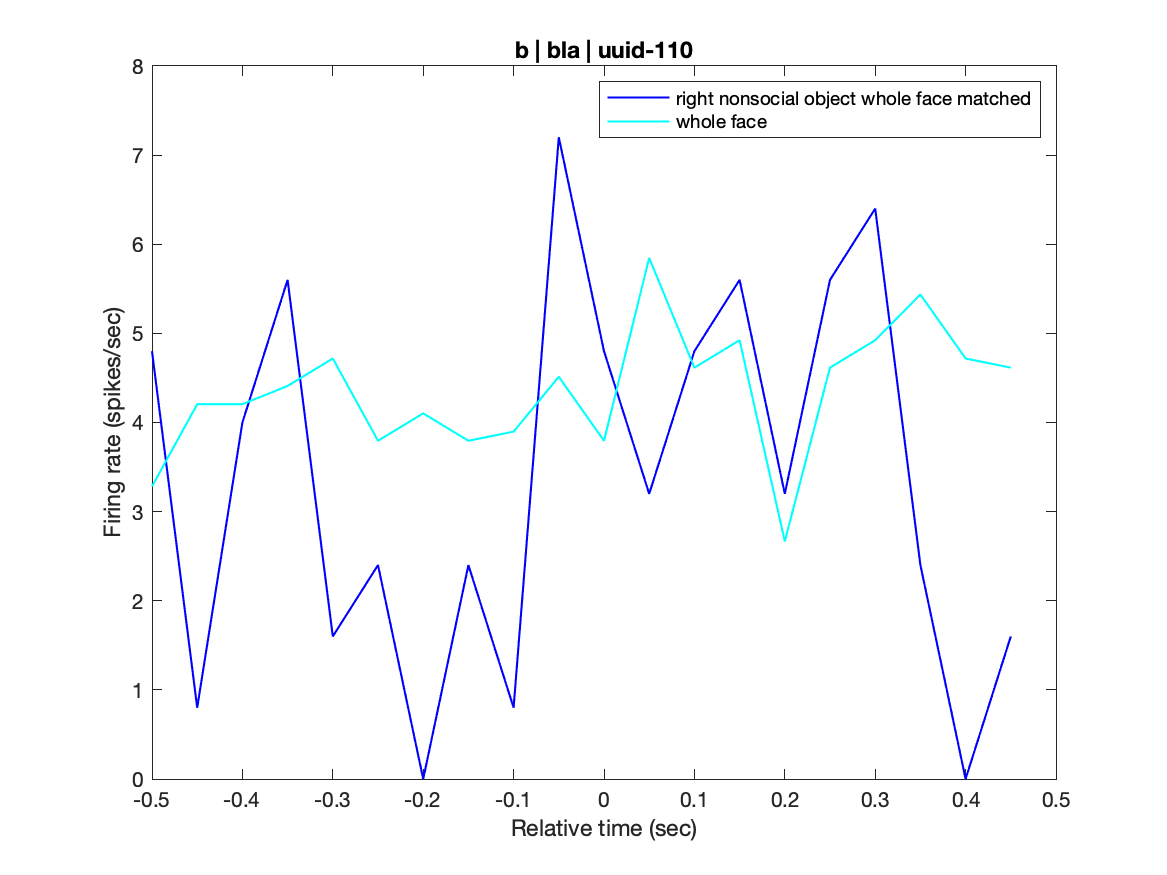 b | bla | uuid-110
right nonsocial object whole face matched
whole face
Firing rate (spikes/sec)
8
7
6
5
4
3
2
1
0
-0.5 -0.4 -0.3 -0.2 -0.1 0 0.1 0.2 0.3 0.4 0.5
Relative time (sec)